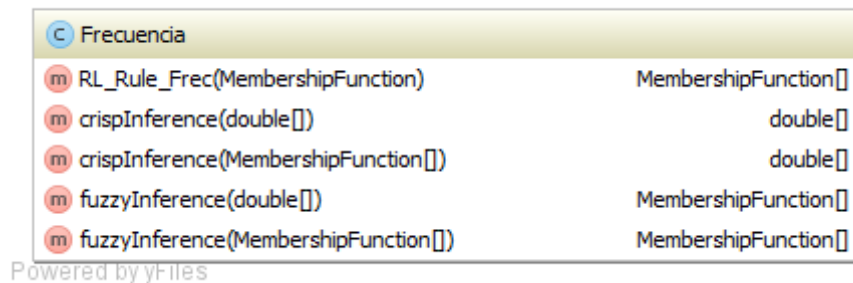 C Frecuencia
m RL_Rule_Frec(MembershipFunction) MembershipFunction[]
m crispInference(double[]) double[]
m crispInference(MembershipFunction[]) double[]
m fuzzyInference(double[]) MembershipFunction[]
m fuzzyInference(MembershipFunction[]) MembershipFunction[]
Powered by yFiles